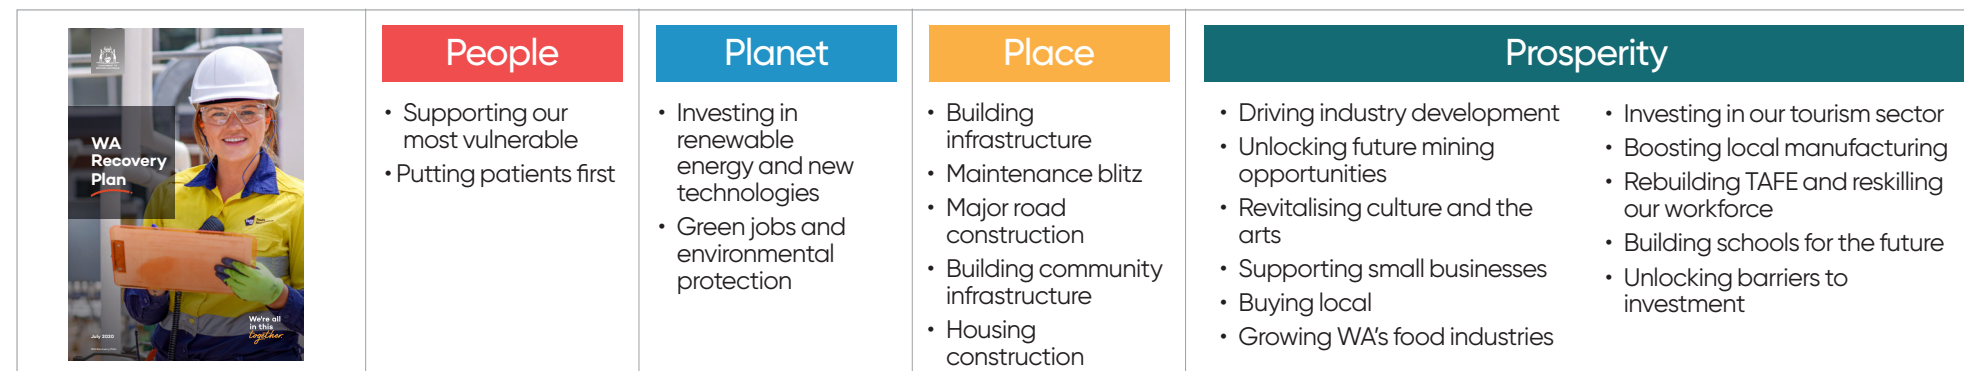 WA
Recovery
Plan
We're all
in this
together.
July 2020
People
• Supporting our
most vulnerable
• Putting patients first
Planet
• Investing in
renewable
energy and new
technologies
• Green jobs and
environmental
protection
Place
• Building
infrastructure
• Maintenance blitz
• Major road
construction
• Building community
infrastructure
• Housing
construction
Prosperity
• Driving industry development
• Unlocking future mining
opportunities
• Revitalising culture and the
arts
• Supporting small businesses
• Buying local
• Growing WA's food industries
• Investing in our tourism sector
• Boosting local manufacturing
• Rebuilding TAFE and reskilling
our workforce
• Building schools for the future
• Unlocking barriers to
investment